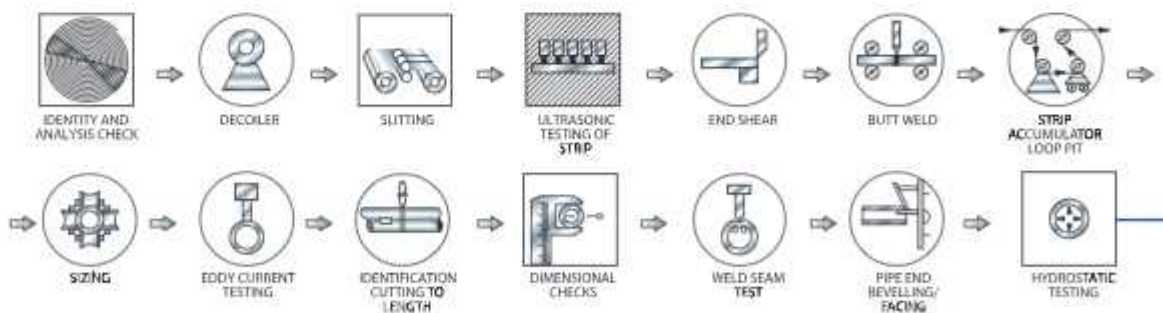 IDENTITY AND
ANALYSIS CHECK
DECOILER
SLITTING
ULTRASONIC
TESTING OF
STRIP
END SHEAR
BUTT WELD
STRIP
ACCUMULATOR
LOOP PIT
SIZING
EDDY CURRENT
TESTING
IDENTIFICATION
CUTTING TO
LENGTH
DIMENSIONAL
CHECKS
WELD SEAM
TEST
PIPE END
BEVELLING/
FACING
HYDROSTATIC
TESTING